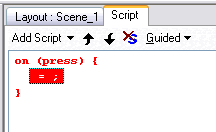 Layout : Scene_1 Script
Add Script Guided
on (press) {
= ;
}